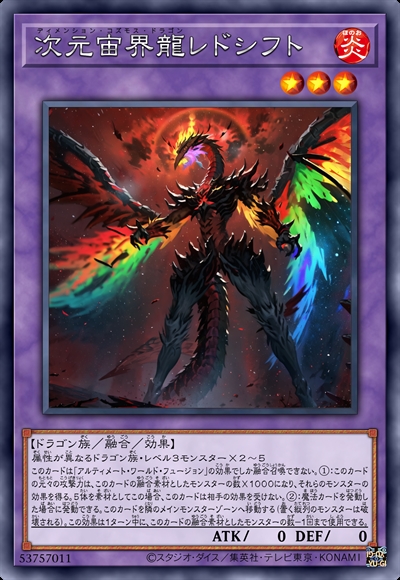 ディメンション・コズモス・ドラゴン
次元宙界龍レドシフト
ほのお
炎
【ドラゴン族／融合／効果】
属性が異なるドラゴン族・レベル3モンスター×2～5
このカードは「アルティメート・ワールド・フュージョン」の効果でしか融合召喚できない。①:このカード
の元々の攻撃力は、このカードの融合素材としたモンスターの数×1000になり、それらのモンスターの
効果を得る。5体を素材としてこの場合、このカードは相手の効果を受けない。②:魔法カードを発動し
た場合に発動できる。このカードを隣のメインモンスターゾーンへ移動する(置く縦列のモンスターは破
壊される)。この効果は1ターン中に、このカードの融合素材としたモンスターの数－1回まで使用できる。
ATK/ 0 DEF/ 0
53757011 ©スタジオ・ダイス／集英社・テレビ東京・KONAMI